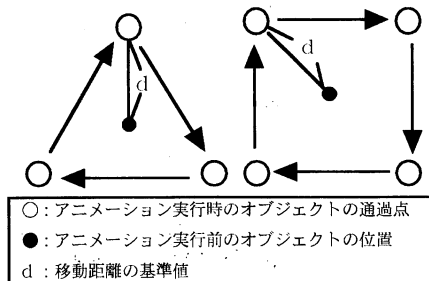 d
d
○：アニメーション実行時のオブジェクトの通過点
●：アニメーション実行前のオブジェクトの位置
d：移動距離の基準値